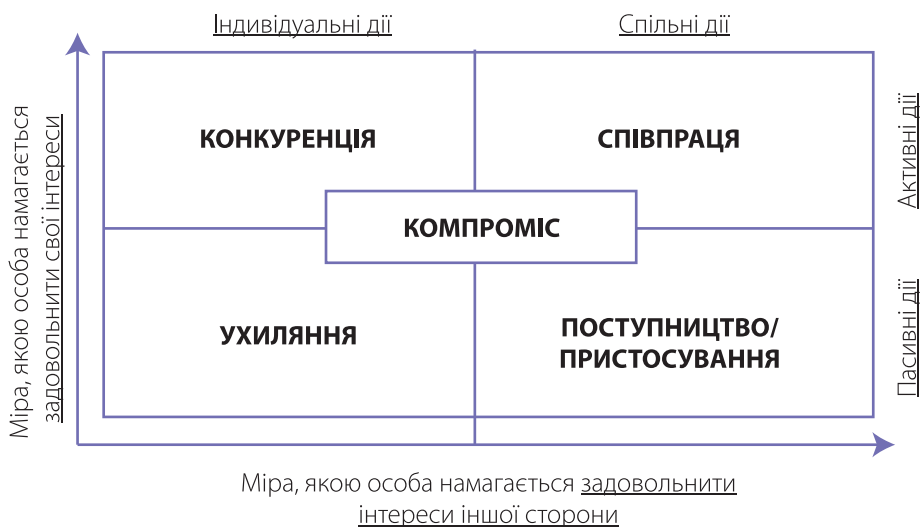 Індивідуальні дії
Спільні дії
Міра, якою особа намагається
задовольнити свої інтереси
КОНКУРЕНЦІЯ
СПІВПРАЦЯ
Активні дії
КОМПРОМІС
УХИЛЯННЯ
ПОСТУПНИЦТВО/
ПРИСТОСУВАННЯ
Пасивні дії
Міра, якою особа намагається задовольнити
інтереси іншої сторони